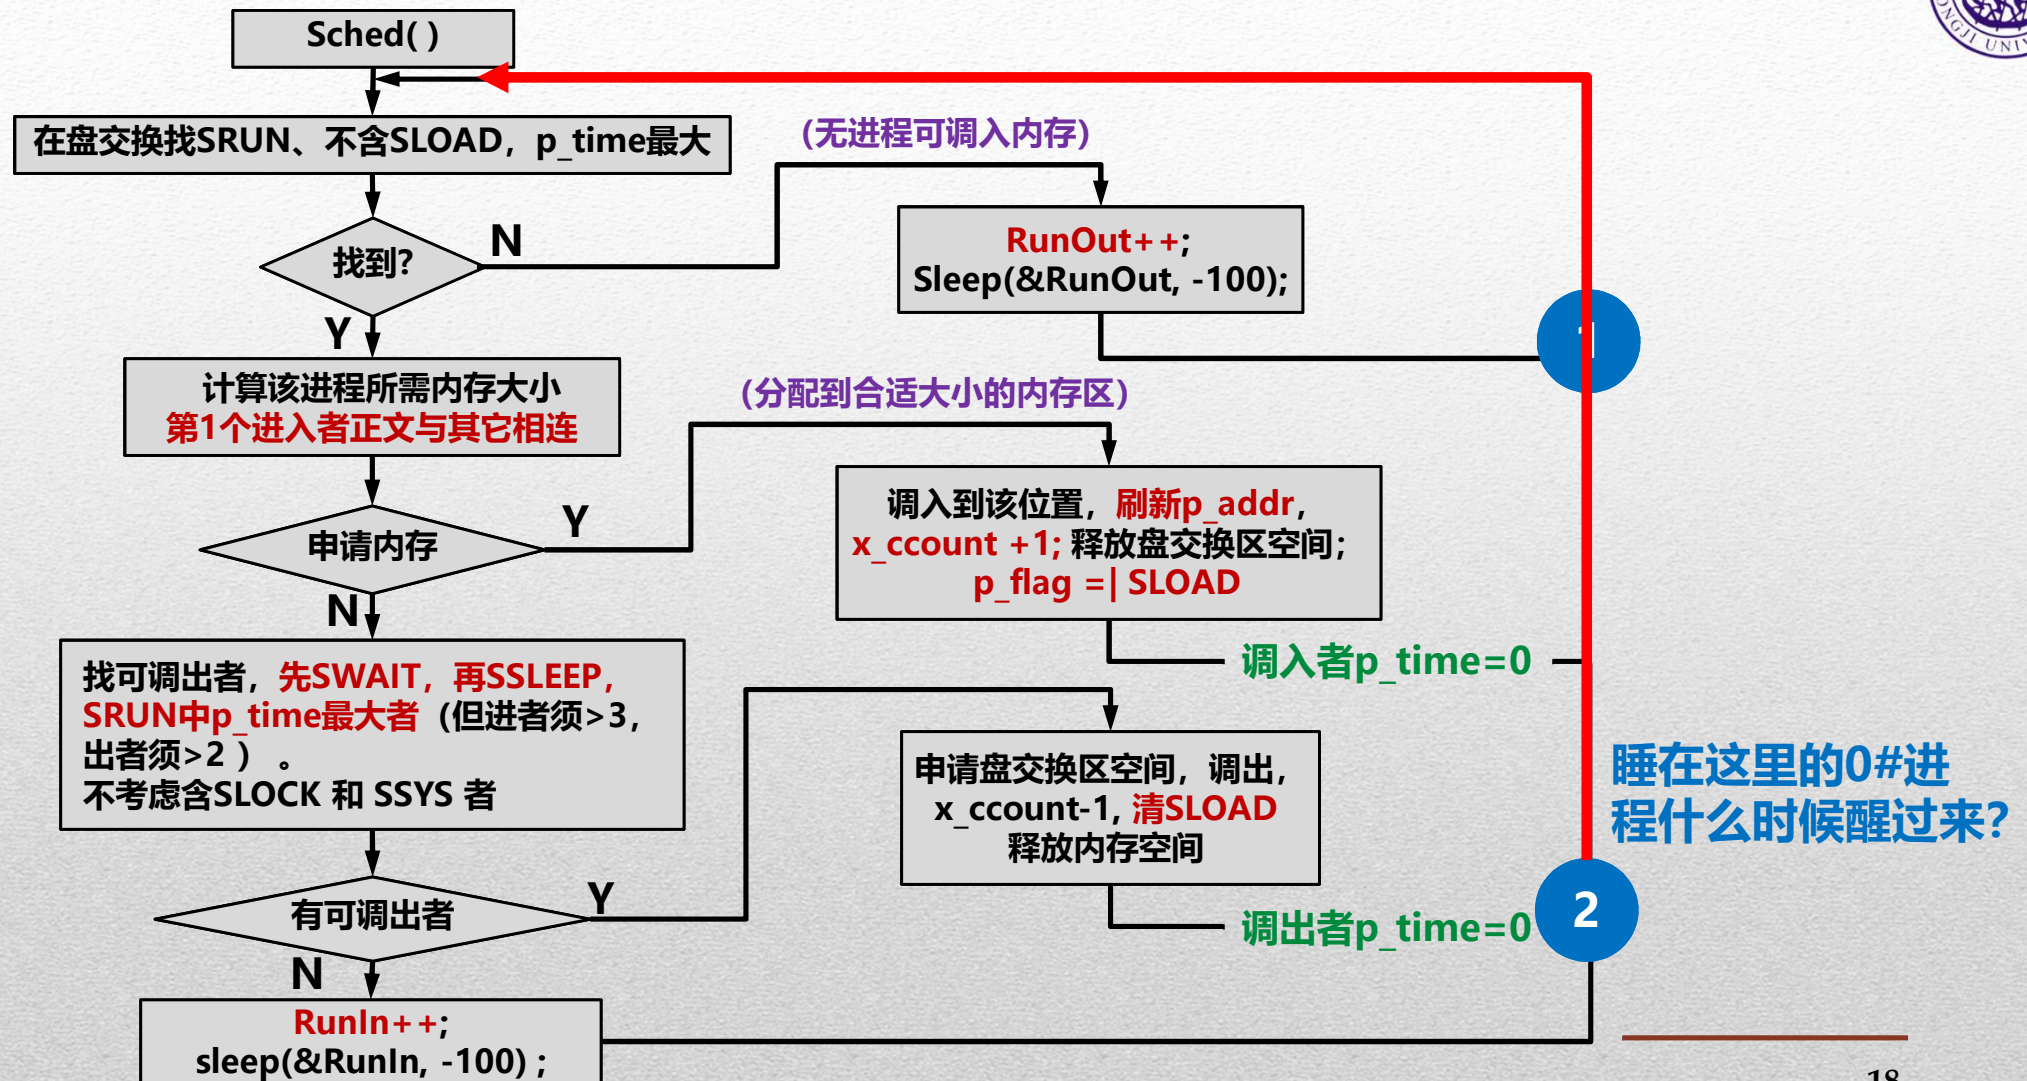 Sched( )
在盘交换找SRUN、不含SLOAD，p_time最大
(无进程可调入内存)
找到?
N
RunOut++;
Sleep(&RunOut, -100);
1
Y
计算该进程所需内存大小
第1个进入者正文与其它相连
(分配到合适大小的内存区)
申请内存
Y
调入到该位置，刷新p_addr，
x_ccount +1; 释放盘交换区空间；
p_flag =| SLOAD
调入者p_time=0
N
找可调出者，先SWAIT，再SSLEEP，
SRUN中p_time最大者（但进者须>3，
出者须>2 ） 。
不考虑含SLOCK 和 SSYS 者
申请盘交换区空间，调出，
x_ccount-1, 清SLOAD
释放内存空间
调出者p_time=0
睡在这里的0#进
程什么时候醒过来?
有可调出者
Y
2
N
RunIn++;
sleep(&RunIn, -100) ;
18